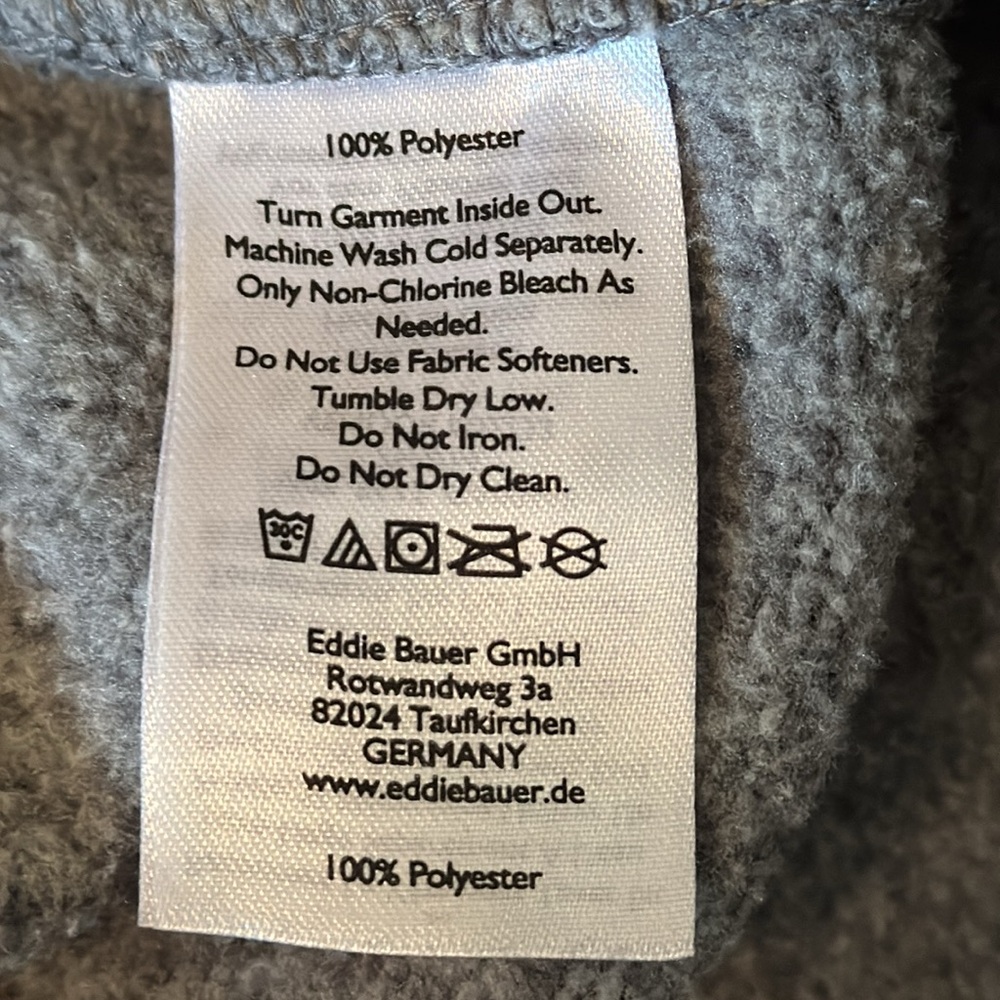 100% Polyester
Turn Garment Inside Out.
Machine Wash Cold Separately.
Only Non-Chlorine Bleach As
Needed.
Do Not Use Fabric Softeners.
Tumble Dry Low.
Do Not Iron.
Do Not Dry Clean.
30C
Eddie Bauer GmbH
Rotwandweg 3a
82024 Taufkirchen
GERMANY
www.eddiebauer.de
100% Polyester